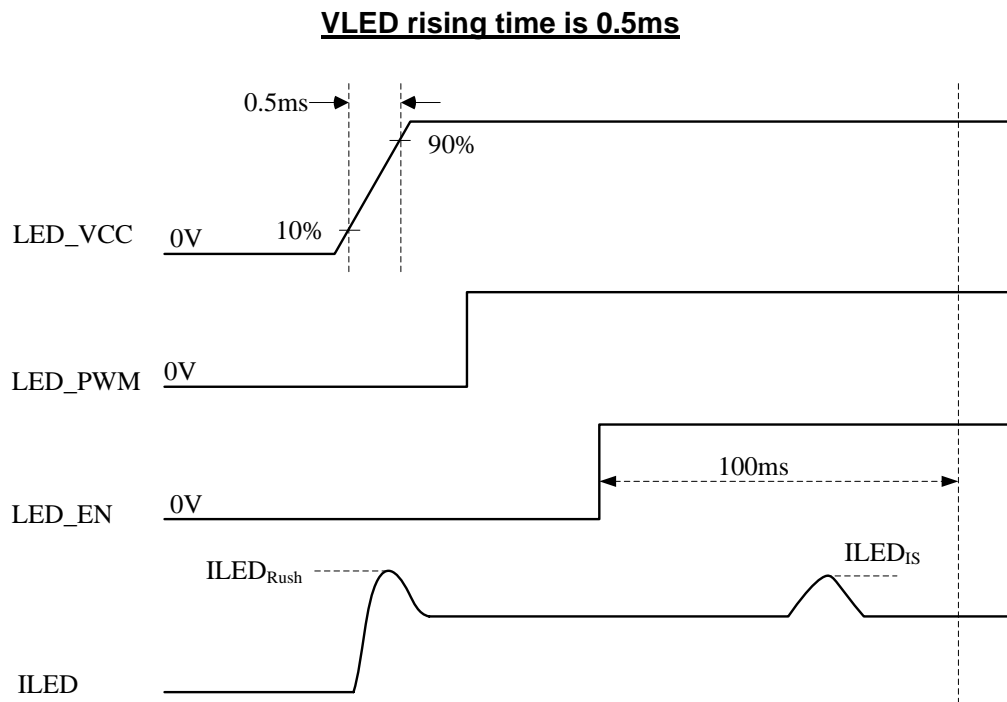 VLED rising time is 0.5ms
0.5ms
90%
LED_VCC 0V 10%
LED_PWM 0V
100ms
LED_EN 0V
ILEDRush ILEDIS
ILED